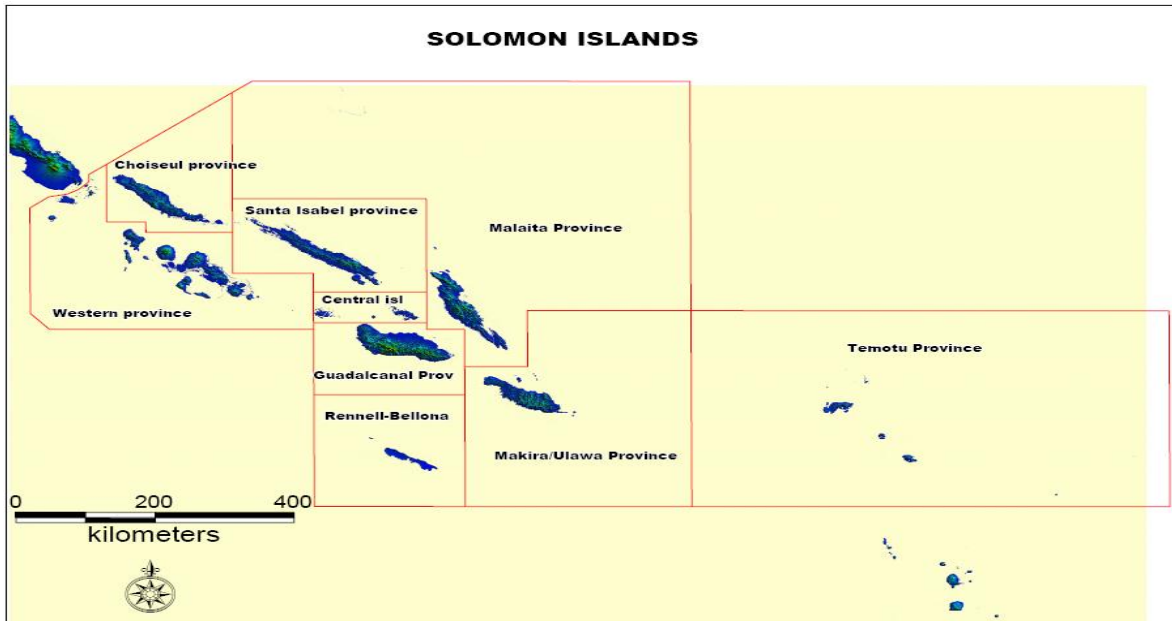 SOLOMON ISLANDS
Choiseul province
Santa Isabel province
Malaita Province
Central isl
Western province
Temotu Province
Guadalcanal Prov
Rennell-Bellona
Makira/Ulawa Province
0 200 400
kilometers